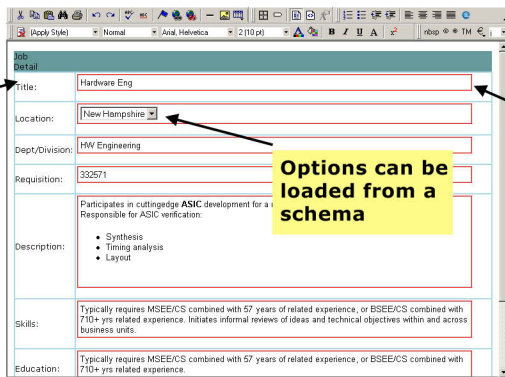 (Apply Style) Normal Arial, Helvetica 2 (10 pt) A B I U A x² nbsp © ® TM €
Job
Detail
Title: Hardware Eng
Location: New Hampshire
Dept/Division: HW Engineering
Requisition: 332571
Options can be
loaded from a
schema
Participates in cuttingedge ASIC development for a
Responsible for ASIC verification:
Description:
• Synthesis
• Timing analysis
• Layout
Skills:
Typically requires MSEE/CS combined with 57 years of related experience, or BSEE/CS combined with
710+ yrs related experience. Initiates informal reviews of ideas and technical objectives within and across
business units.
Education:
Typically requires MSEE/CS combined with 57 years of related experience, or BSEE/CS combined with
710+ yrs related experience.